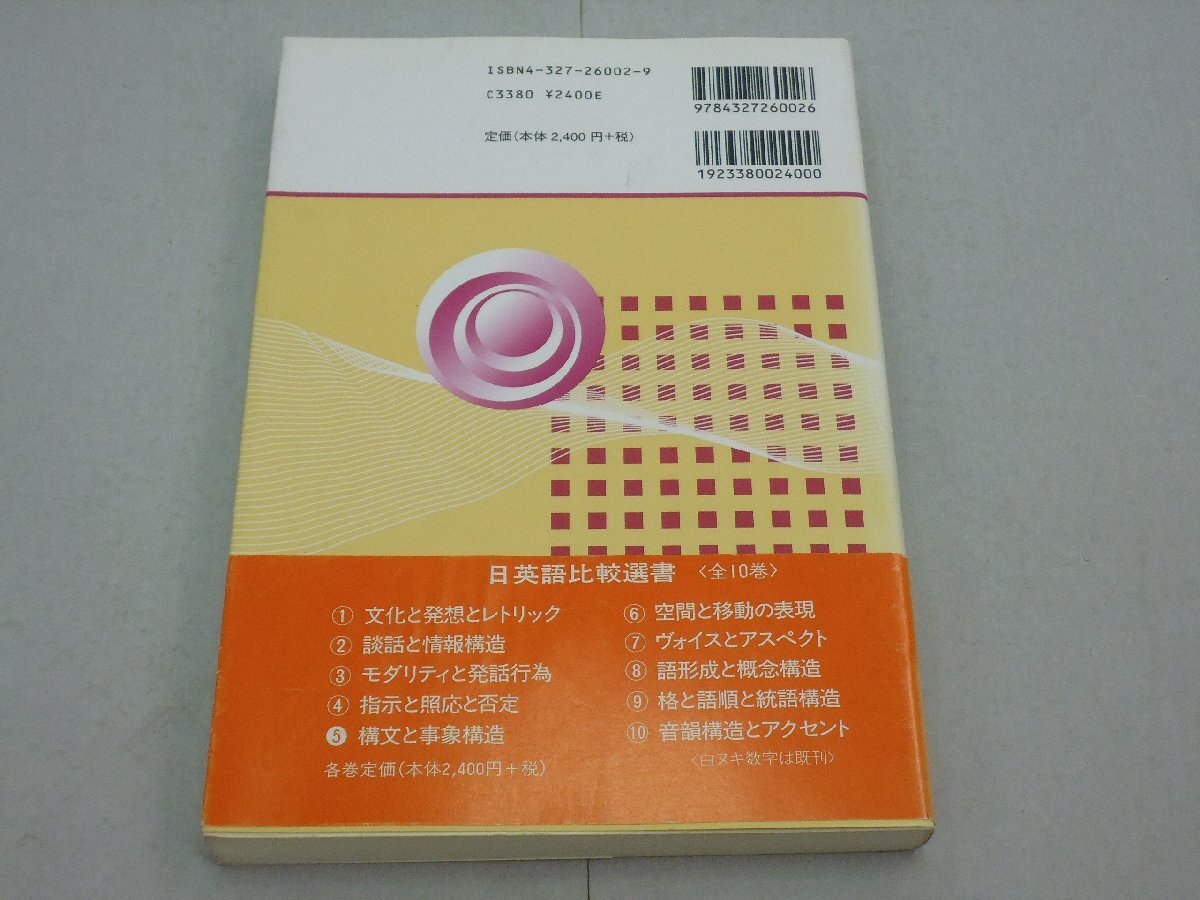 ISBN4-327-26002-9
C3380 ¥2400E
定価(本体2,400円+税)
9784327260026
1923380024000
日英語比較選書 〈全10巻〉
① 文化と発想とレトリック
② 談話と情報構造
③ モダリティと発話行為
④ 指示と照応と否定
❺ 構文と事象構造
各巻定価(本体2,400円+税)
⑥ 空間と移動の表現
⑦ ヴォイスとアスペクト
⑧ 語形成と概念構造
⑨ 格と語順と統語構造
⑩ 音韻構造とアクセント
〈白ヌキ数字は既刊〉